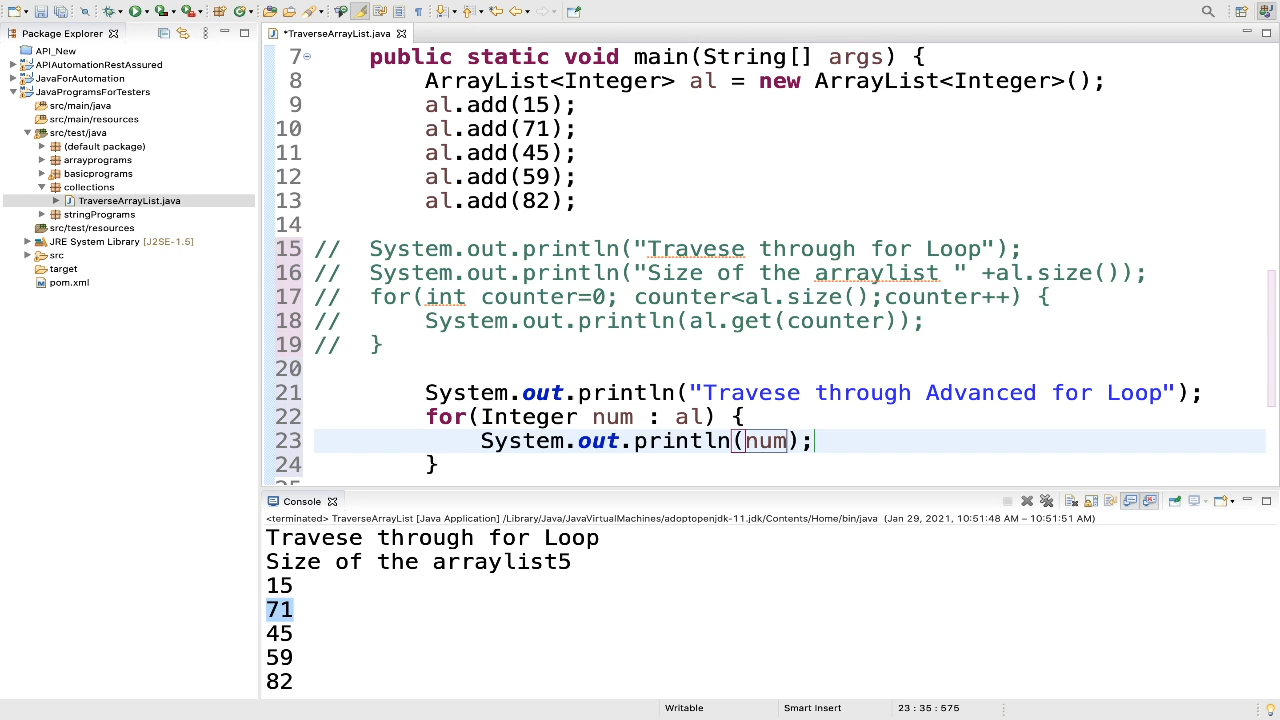 Package Explorer
API_New
APIAutomationRestAssured
JavaForAutomation
JavaProgramsForTesters
src/main/java
src/main/resources
src/test/java
(default package)
arrayprograms
basicprograms
collections
TraverseArrayList.java
stringPrograms
src/test/resources
JRE System Library [J2SE-1.5]
src
target
pom.xml
*TraverseArrayList.java
7 public static void main(String[] args) {
8 ArrayList<Integer> al = new ArrayList<Integer>();
9 al.add(15);
10 al.add(71);
11 al.add(45);
12 al.add(59);
13 al.add(82);
14
15 // System.out.println("Travese through for Loop");
16 // System.out.println("Size of the arraylist " +al.size());
17 // for(int counter=0; counter<al.size();counter++) {
18 // System.out.println(al.get(counter));
19 // }
20
21 System.out.println("Travese through Advanced for Loop");
22 for(Integer num : al) {
23 System.out.println(num);
24 }
25
Console
<terminated> TraverseArrayList [Java Application] /Library/Java/JavaVirtualMachines/adoptopenjdk-11.jdk/Contents/Home/bin/java (Jan 29, 2021, 10:51:48 AM – 10:51:51 AM)
Travese through for Loop
Size of the arraylist5
15
71
45
59
82
Writable
Smart Insert
23 : 35 : 575